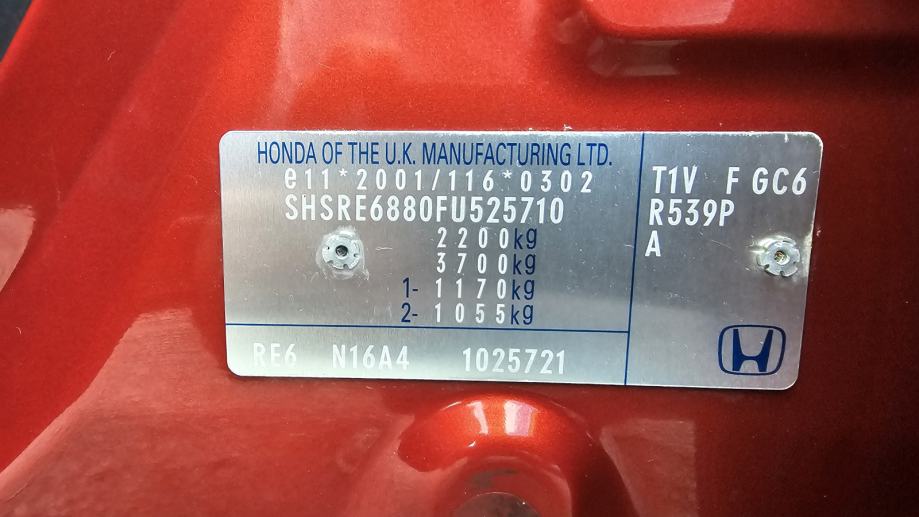 HONDA OF THE U.K. MANUFACTURING LTD.
e11*2001/116*0302
SHSRE6880FU525710
2200kg
3700kg
1- 1170kg
2- 1055kg
RE6 N16A4 1025721
T1V F GC6
R539P
A